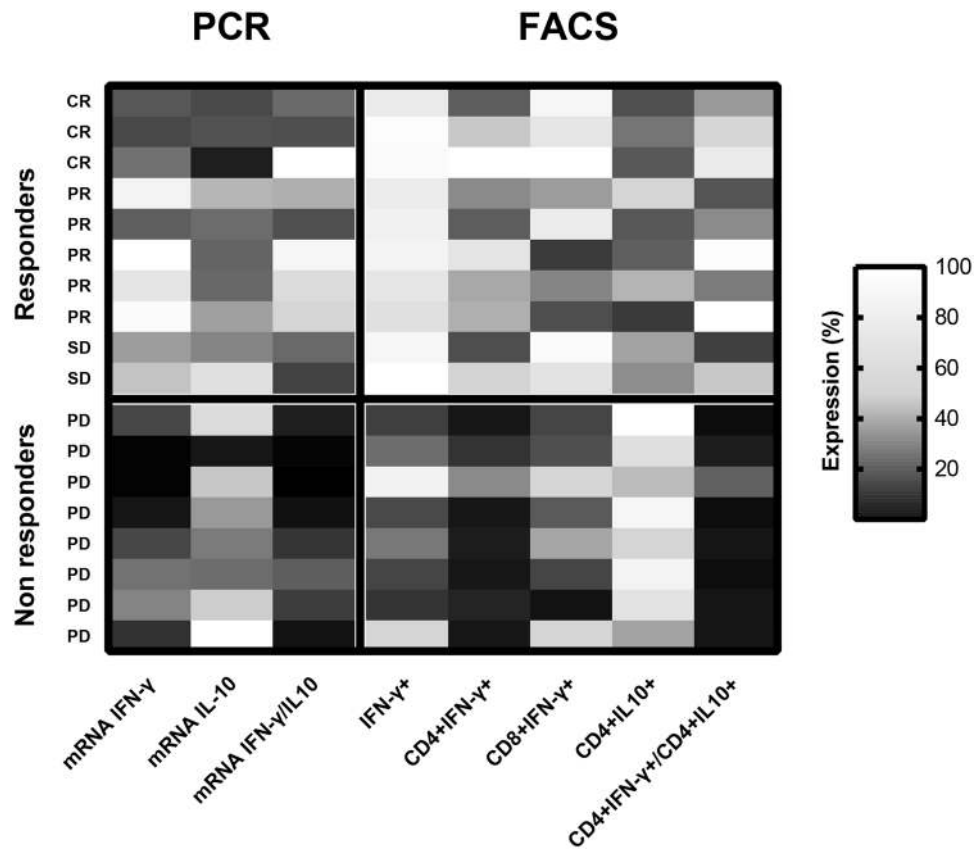 PCR FACS
Responders
CR
CR
CR
PR
PR
PR
PR
PR
SD
SD
Non responders
PD
PD
PD
PD
PD
PD
PD
PD
mRNA IFN-γ
mRNA IL-10
mRNA IFN-γ/IL10
IFN-γ+
CD4+IFN-γ+
CD8+IFN-γ+
CD4+IL10+
CD4+IFN-γ+/CD4+IL10+
Expression (%)
100
80
60
40
20